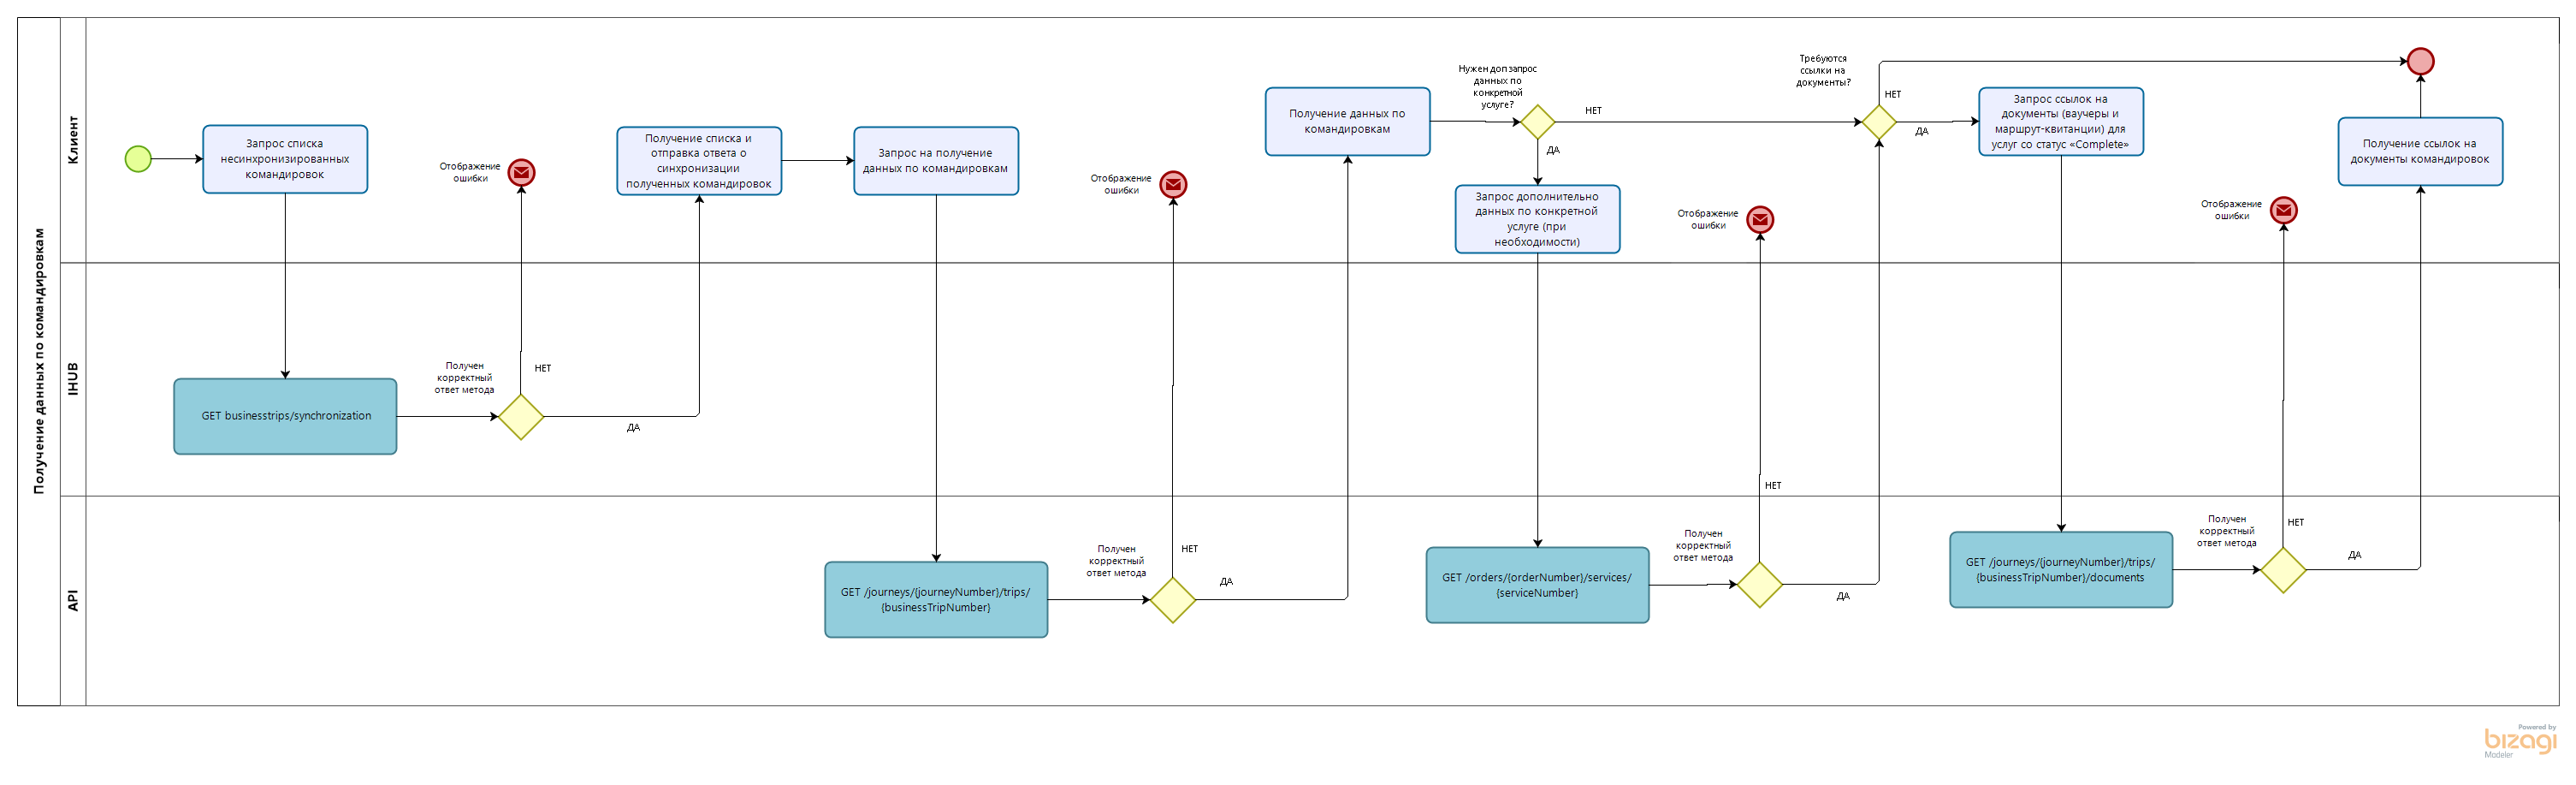 Получение данных по командировкам
Клиент
Запрос списка
несинхронизированных
командировок
Отображение
ошибки
Получение списка и
отправка ответа о
синхронизации
полученных командировок
Запрос на получение
данных по командировкам
Отображение
ошибки
Получение данных по
командировкам
Нужен доп запрос
данных по
конкретной
услуге?
НЕТ
ДА
Запрос дополнительно
данных по конкретной
услуге (при
необходимости)
Отображение
ошибки
Требуются
ссылки на
документы?
НЕТ
ДА
Запрос ссылок на
документы (ваучеры и
маршрут-квитанции) для
услуг со статус «Complete»
Отображение
ошибки
Получение ссылок на
документы командировок
IHUB
GET businesstrips/synchronization
Получен
корректный
ответ метода
НЕТ
ДА
API
GET /journeys/{journeyNumber}/trips/
{businessTripNumber}
Получен
корректный
ответ метода
НЕТ
ДА
GET /orders/{orderNumber}/services/
{serviceNumber}
Получен
корректный
ответ метода
НЕТ
ДА
GET /journeys/{journeyNumber}/trips/
{businessTripNumber}/documents
Получен
корректный
ответ метода
НЕТ
ДА
Powered by
bizagi
Modeler